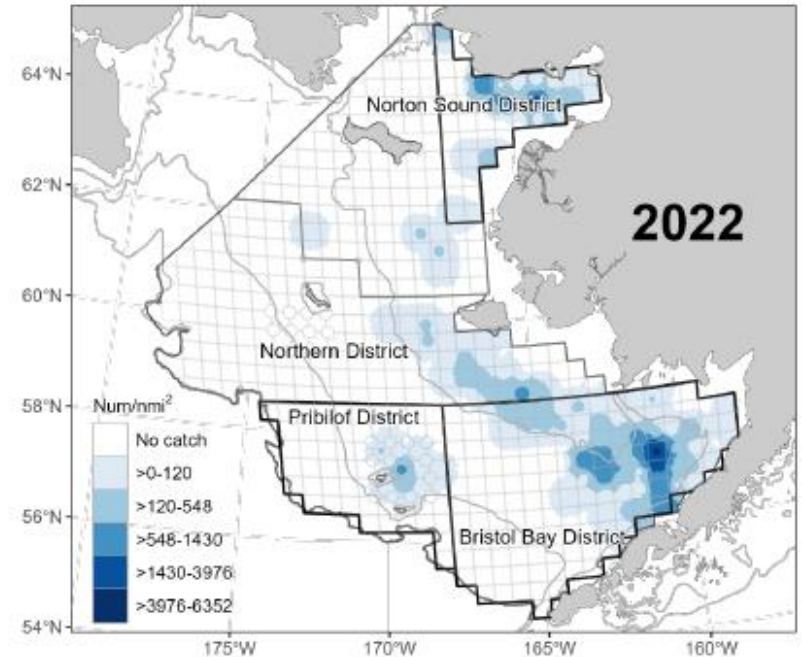 64°N
62°N
60°N
58°N
56°N
54°N
175°W
170°W
165°W
160°W
Norton Sound District
2022
Northern District
Pribilof District
Bristol Bay District
Num/nmi²
No catch
>0-120
>120-548
>548-1430
>1430-3976
>3976-6352